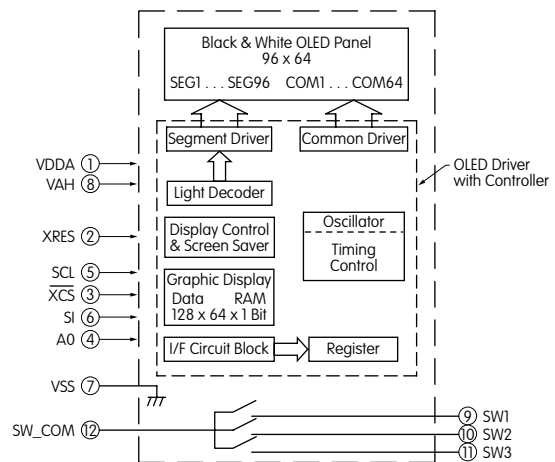 Black & White OLED Panel
96 x 64
SEG1 . . . SEG96 COM1 . . . COM64
Segment Driver
Common Driver
VDDA ①
VAH ⑧
OLED Driver
with Controller
Light Decoder
XRES ②
Display Control
& Screen Saver
Oscillator
Timing
Control
SCL ⑤
XCS ③
SI ⑥
A0 ④
Graphic Display
Data RAM
128 x 64 x 1 Bit
I/F Circuit Block
Register
VSS ⑦
SW_COM ⑫
⑨ SW1
⑩ SW2
⑪ SW3